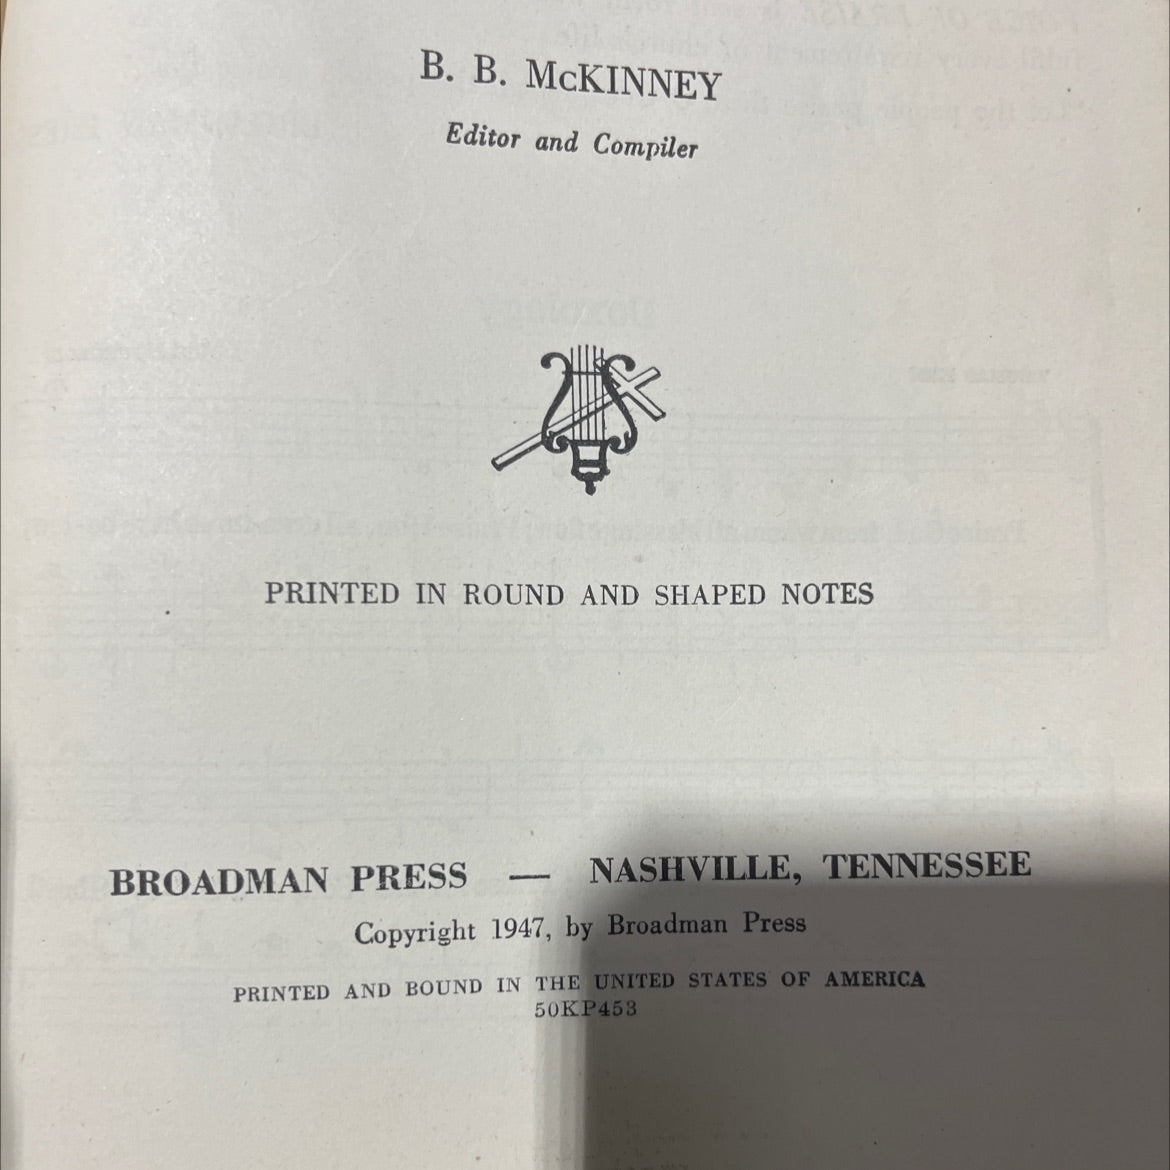 B. B. McKINNEY
Editor and Compiler
PRINTED IN ROUND AND SHAPED NOTES
BROADMAN PRESS — NASHVILLE, TENNESSEE
Copyright 1947, by Broadman Press
PRINTED AND BOUND IN THE UNITED STATES OF AMERICA
50KP453